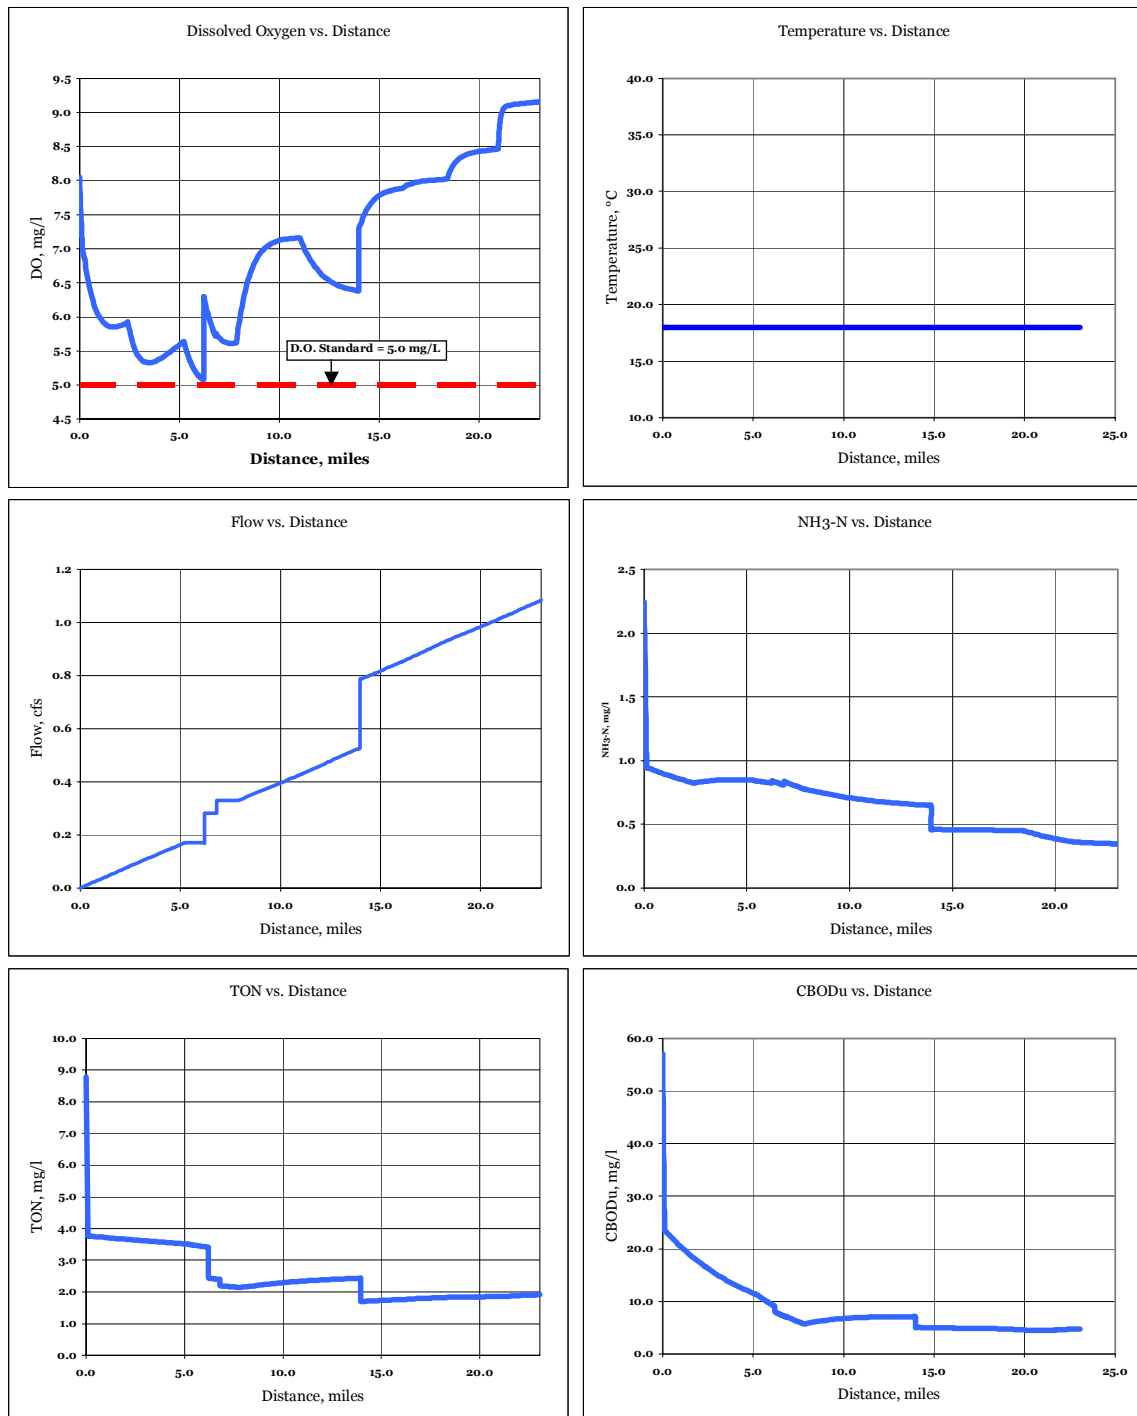 Dissolved Oxygen vs. Distance
9.5
9.0
8.5
8.0
7.5
7.0
6.5
6.0
5.5
5.0
4.5
DO, mg/l
D.O. Standard = 5.0 mg/L
0.0 5.0 10.0 15.0 20.0
Distance, miles
Temperature vs. Distance
40.0
35.0
30.0
25.0
20.0
15.0
10.0
Temperature, °C
0.0 5.0 10.0 15.0 20.0 25.0
Distance, miles
Flow vs. Distance
1.2
1.0
0.8
0.6
0.4
0.2
0.0
Flow, cfs
0.0 5.0 10.0 15.0 20.0
Distance, miles
NH3-N vs. Distance
2.5
2.0
1.5
1.0
0.5
0.0
NH3-N, mg/l
0.0 5.0 10.0 15.0 20.0
Distance, miles
TON vs. Distance
10.0
9.0
8.0
7.0
6.0
5.0
4.0
3.0
2.0
1.0
0.0
TON, mg/l
0.0 5.0 10.0 15.0 20.0
Distance, miles
CBODu vs. Distance
60.0
50.0
40.0
30.0
20.0
10.0
0.0
CBODu, mg/l
0.0 5.0 10.0 15.0 20.0 25.0
Distance, miles